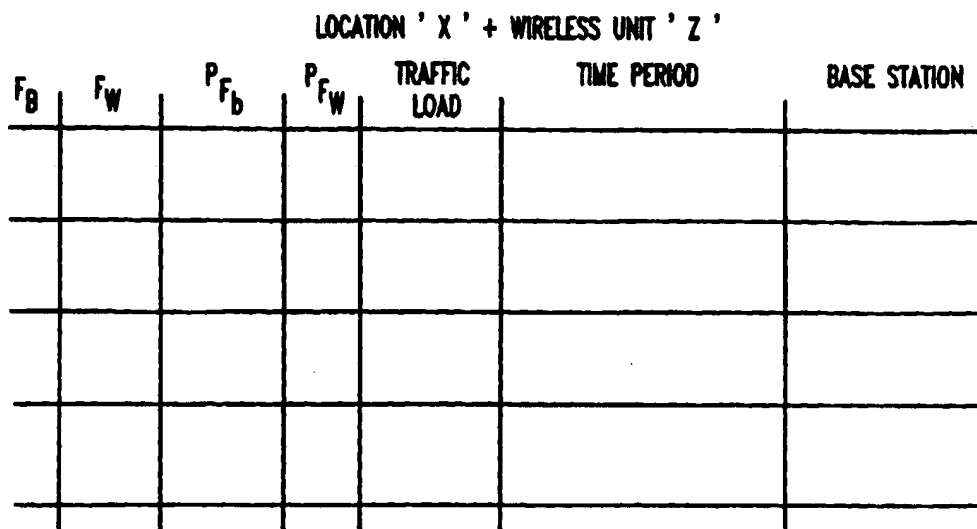 LOCATION ' X ' + WIRELESS UNIT ' Z '
F_B F_W P_F_b P_F_W TRAFFIC LOAD TIME PERIOD BASE STATION